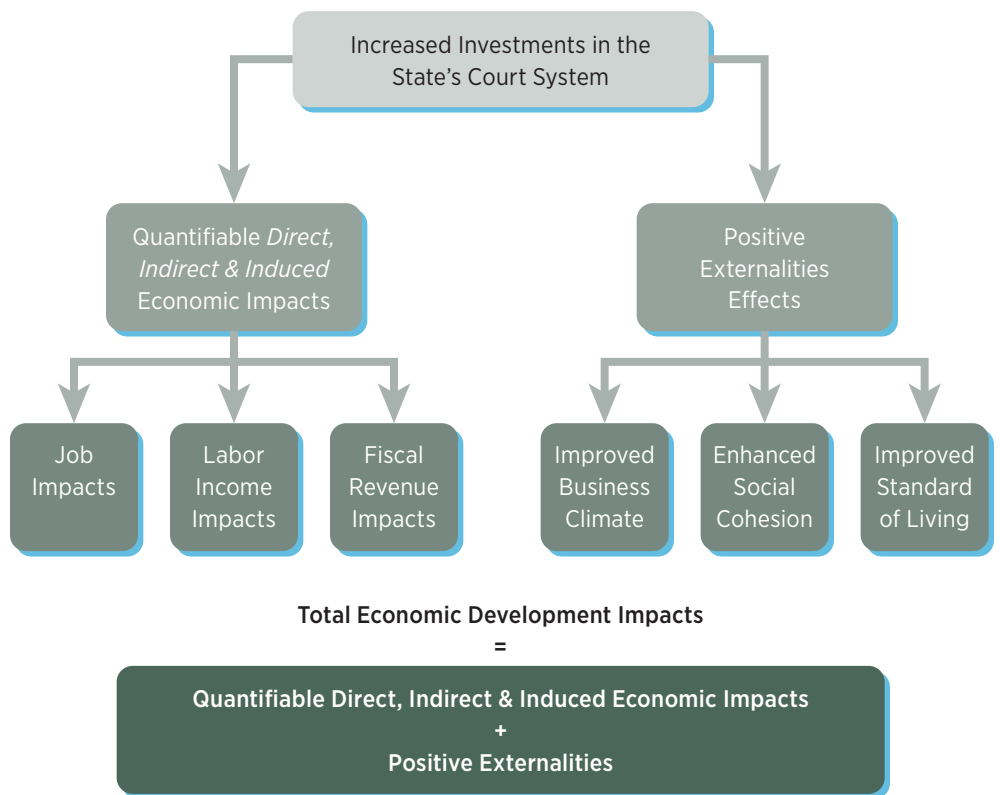 Increased Investments in the
State’s Court System
Quantifiable Direct,
Indirect & Induced
Economic Impacts
Positive
Externalities
Effects
Job
Impacts
Labor
Income
Impacts
Fiscal
Revenue
Impacts
Improved
Business
Climate
Enhanced
Social
Cohesion
Improved
Standard
of Living
Total Economic Development Impacts
=
Quantifiable Direct, Indirect & Induced Economic Impacts
+
Positive Externalities